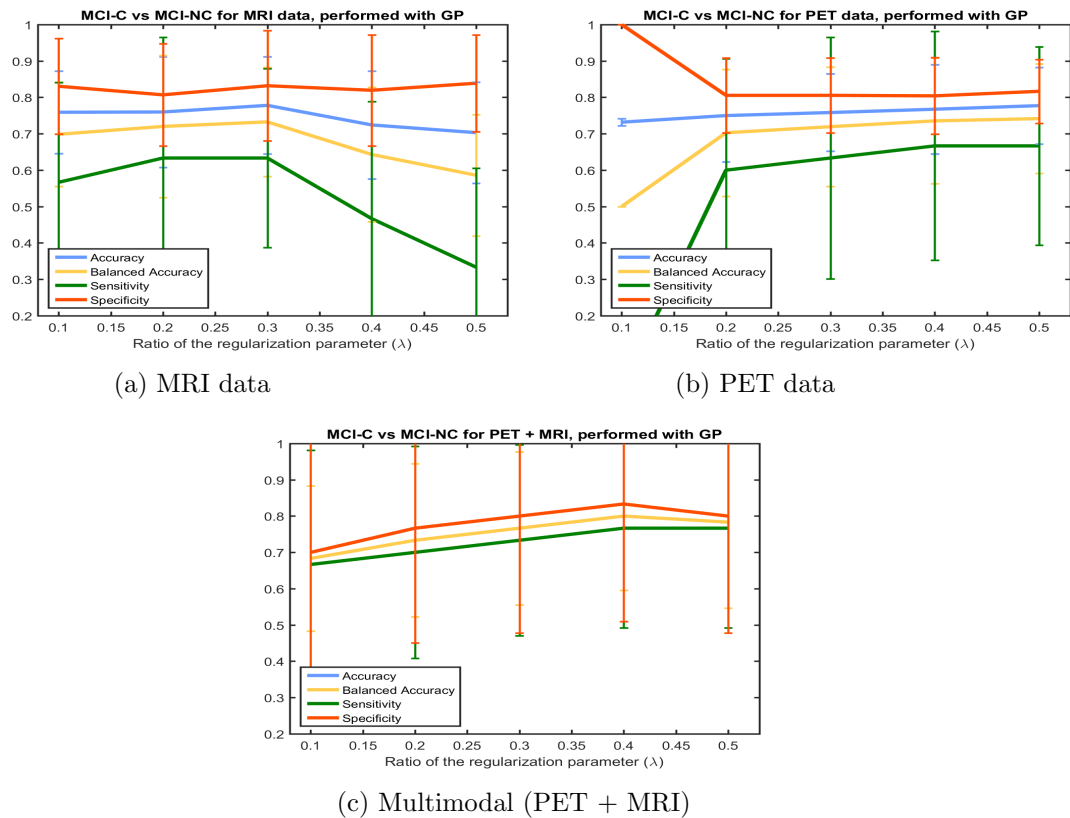 MCI-C vs MCI-NC for MRI data, performed with GP
1
0.9
0.8
0.7
0.6
0.5
0.4
0.3
0.2
Accuracy
Balanced Accuracy
Sensitivity
Specificity
0.1 0.15 0.2 0.25 0.3 0.35 0.4 0.45 0.5
Ratio of the regularization parameter (λ)
(a) MRI data
MCI-C vs MCI-NC for PET data, performed with GP
1
0.9
0.8
0.7
0.6
0.5
0.4
0.3
0.2
Accuracy
Balanced Accuracy
Sensitivity
Specificity
0.1 0.15 0.2 0.25 0.3 0.35 0.4 0.45 0.5
Ratio of the regularization parameter (λ)
(b) PET data
MCI-C vs MCI-NC for PET + MRI, performed with GP
1
0.9
0.8
0.7
0.6
0.5
0.4
0.3
0.2
Accuracy
Balanced Accuracy
Sensitivity
Specificity
0.1 0.15 0.2 0.25 0.3 0.35 0.4 0.45 0.5
Ratio of the regularization parameter (λ)
(c) Multimodal (PET + MRI)